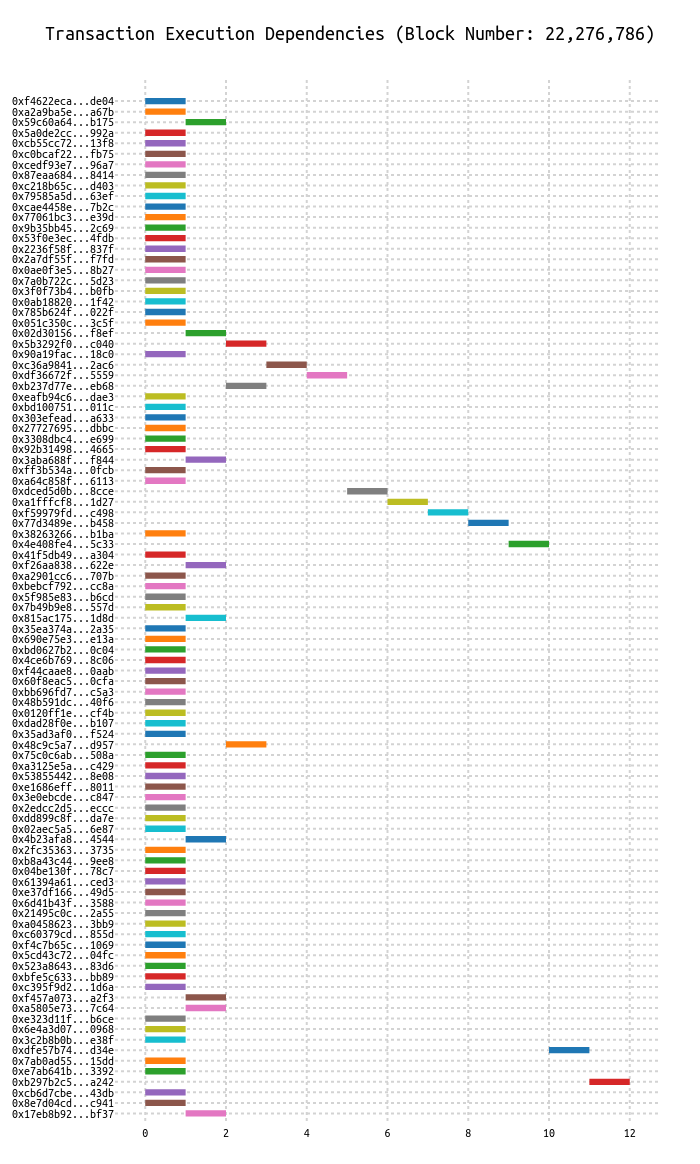 Transaction Execution Dependencies (Block Number: 22,276,786)
0xf4622eca...de04
0xa2a9ba5e...a67b
0x59c60a64...b175
0x5a0de2cc...992a
0xcb55cc72...13f8
0xc0bcaf22...fb75
0xcedf93e7...96a7
0x87eaa684...8414
0xc218b65c...d403
0x79585a5d...63ef
0xcae4458e...7b2c
0x77061bc3...e39d
0x9b35bb45...2c69
0x53f0e3ec...4fdb
0x2236f58f...837f
0x2a7df55f...f7fd
0x0ae0f3e5...8b27
0x7a0b722c...5d23
0x3f0f73b4...b0fb
0x0ab18820...1f42
0x785b624f...022f
0x051c350c...3c5f
0x02d30156...f8ef
0x5b3292f0...c040
0x90a19fac...18c0
0xc36a9841...2ac6
0xdf36672f...5559
0xb237d77e...eb68
0xeafb94c6...dae3
0xbd100751...011c
0x303efead...a633
0x27727695...dbbc
0x3308dbc4...e699
0x92b31498...4665
0x3aba688f...f844
0xff3b534a...0fcb
0xa64c858f...6113
0xdced5d0b...8cce
0xa1fffcf8...1d27
0xf59979fd...c498
0x77d3489e...b458
0x38263266...b1ba
0x4e408fe4...5c33
0x41f5db49...a304
0xf26aa838...622e
0xa2901cc6...707b
0xbebcf792...cc8a
0x5f985e83...b6cd
0x7b49b9e8...557d
0x815ac175...1d8d
0x35ea374a...2a35
0x690e75e3...e13a
0xbd0627b2...0c04
0x4ce6b769...8c06
0xf44caae8...0aab
0x60f8eac5...0cfa
0xbb696fd7...c5a3
0x48b591dc...40f6
0x0120ff1e...cf4b
0xdad28f0e...b107
0x35ad3af0...f524
0x48c9c5a7...d957
0x75c0c6ab...508a
0xa3125e5a...c429
0x53855442...8e08
0xe1686eff...8011
0x3e0ebcde...c847
0x2edcc2d5...eccc
0xdd899c8f...da7e
0x02aec5a5...6e87
0x4b23afa8...4544
0x2fc35363...3735
0xb8a43c44...9ee8
0x04be130f...78c7
0x61394a61...ced3
0xe37df166...49d5
0x6d41b43f...3588
0x21495c0c...2a55
0xa0458623...3bb9
0xc60379cd...855d
0xf4c7b65c...1069
0x5cd43c72...04fc
0x523a8643...83d6
0xbfe5c633...bb89
0xc395f9d2...1d6a
0xf457a073...a2f3
0xa5805e73...7c64
0xe323d11f...b6ce
0x6e4a3d07...0968
0x3c2b8b0b...e38f
0xdfe57b74...d34e
0x7ab0ad55...15dd
0xe7ab641b...3392
0xb297b2c5...a242
0xcb6d7cbe...43db
0x8e7d04cd...c941
0x17eb8b92...bf37
0 2 4 6 8 10 12